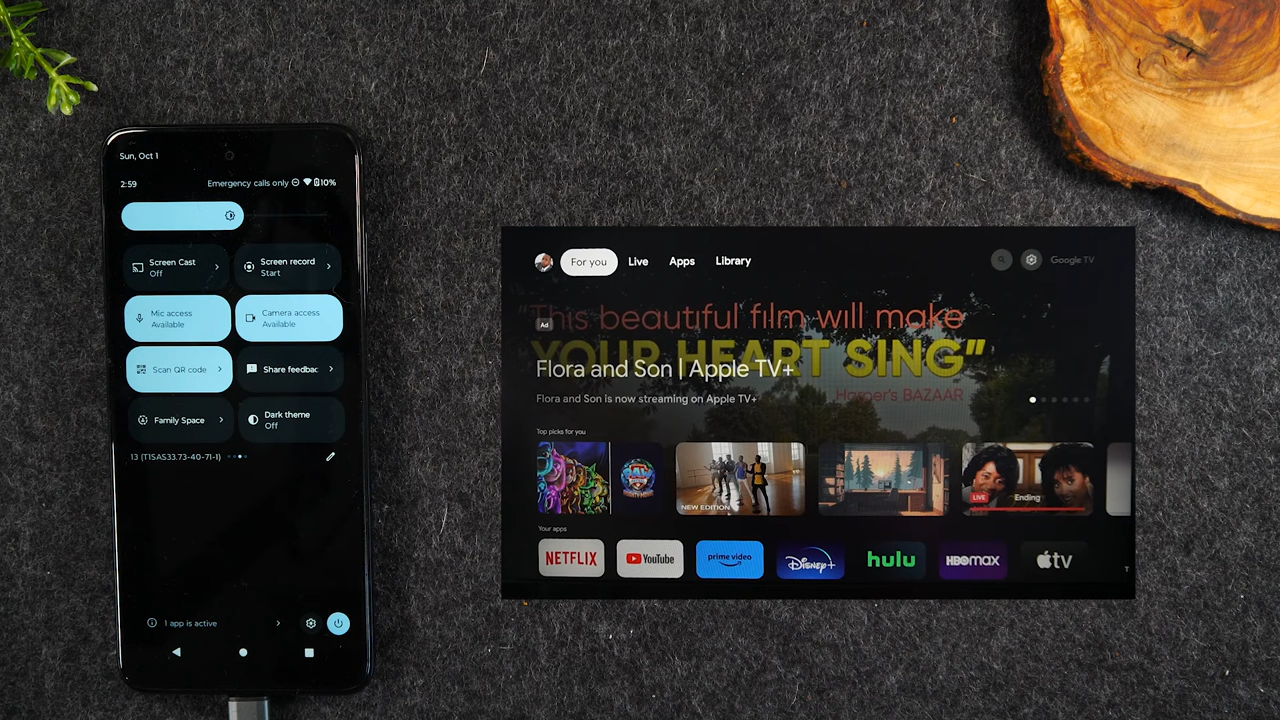 Sun, Oct 1
2:59
Emergency calls only
10%
Screen Cast
Off
Screen record
Start
Mic access
Available
Camera access
Available
Scan QR code
Share feedbac
Family Space
Dark theme
Off
13 (T1SAS33.73-40-71-1)
1 app is active
For you
Live
Apps
Library
Google TV
"This beautiful film will make
YOUR HEART SING"
Harper's BAZAAR
Ad
Flora and Son | Apple TV+
Flora and Son is now streaming on Apple TV+
Top picks for you
NEW EDITION
LIVE
Ending
Your apps
NETFLIX
YouTube
prime video
Disney+
hulu
HBOMAX
tv
T